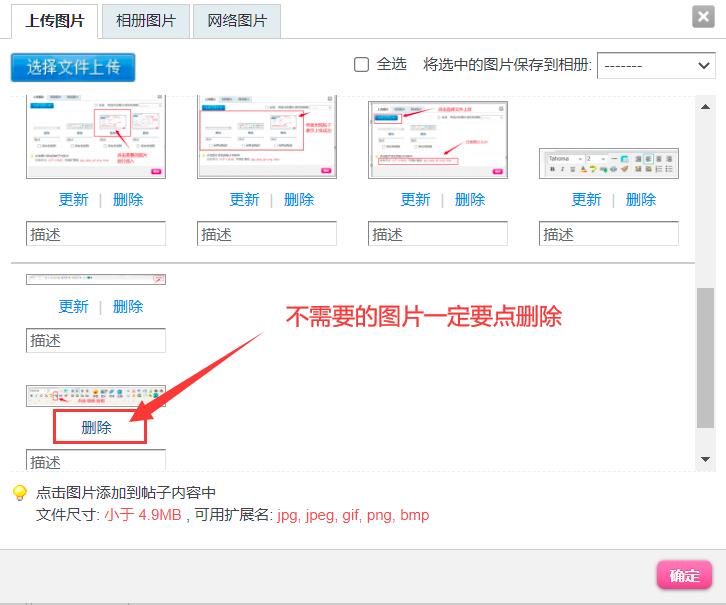 上传图片 相册图片 网络图片
选择文件上传 全选 将选中的图片保存到相册: -------
更新 | 删除 更新 | 删除 更新 | 删除 更新 | 删除
描述 描述 描述 描述
更新 | 删除
不需要的图片一定要点删除
描述
删除
描述
点击图片添加到帖子内容中
文件尺寸: 小于 4.9MB , 可用扩展名: jpg, jpeg, gif, png, bmp
确定